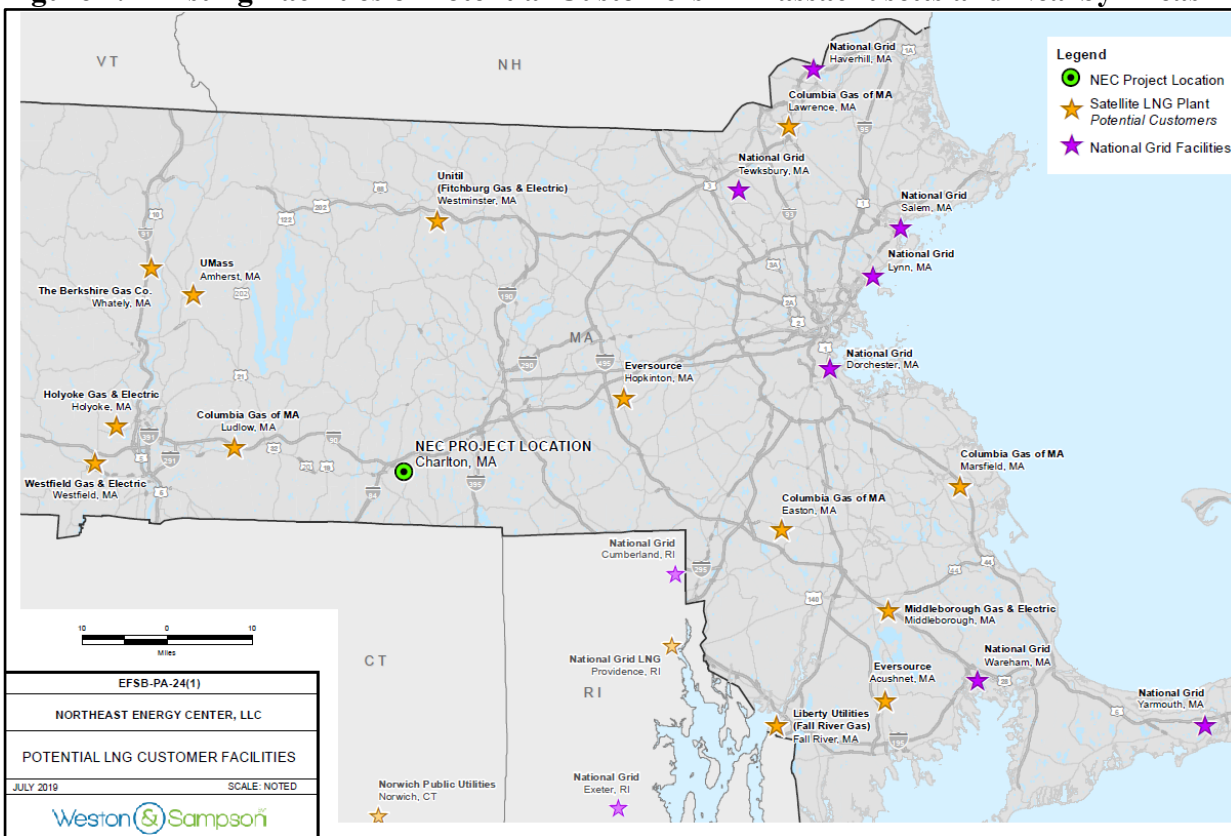 VT
NH
National Grid
Haverhill, MA
Columbia Gas of MA
Lawrence, MA
National Grid
Tewksbury, MA
National Grid
Salem, MA
National Grid
Lynn, MA
Unitil
(Fitchburg Gas & Electric)
Westminster, MA
UMass
Amherst, MA
The Berkshire Gas Co.
Whately, MA
MA
National Grid
Dorchester, MA
Eversource
Hopkinton, MA
Holyoke Gas & Electric
Holyoke, MA
Columbia Gas of MA
Ludlow, MA
NEC PROJECT LOCATION
Charlton, MA
Westfield Gas & Electric
Westfield, MA
Columbia Gas of MA
Marsfield, MA
Columbia Gas of MA
Easton, MA
National Grid
Cumberland, RI
Middleborough Gas & Electric
Middleborough, MA
National Grid
Wareham, MA
National Grid LNG
Providence, RI
Eversource
Acushnet, MA
National Grid
Yarmouth, MA
Liberty Utilities
(Fall River Gas)
Fall River, MA
CT
RI
Norwich Public Utilities
Norwich, CT
National Grid
Exeter, RI
Legend
NEC Project Location
Satellite LNG Plant
Potential Customers
National Grid Facilities
10 0 10
Miles
EFSB-PA-24(1)
NORTHEAST ENERGY CENTER, LLC
POTENTIAL LNG CUSTOMER FACILITIES
JULY 2019 SCALE: NOTED
Weston & Sampson